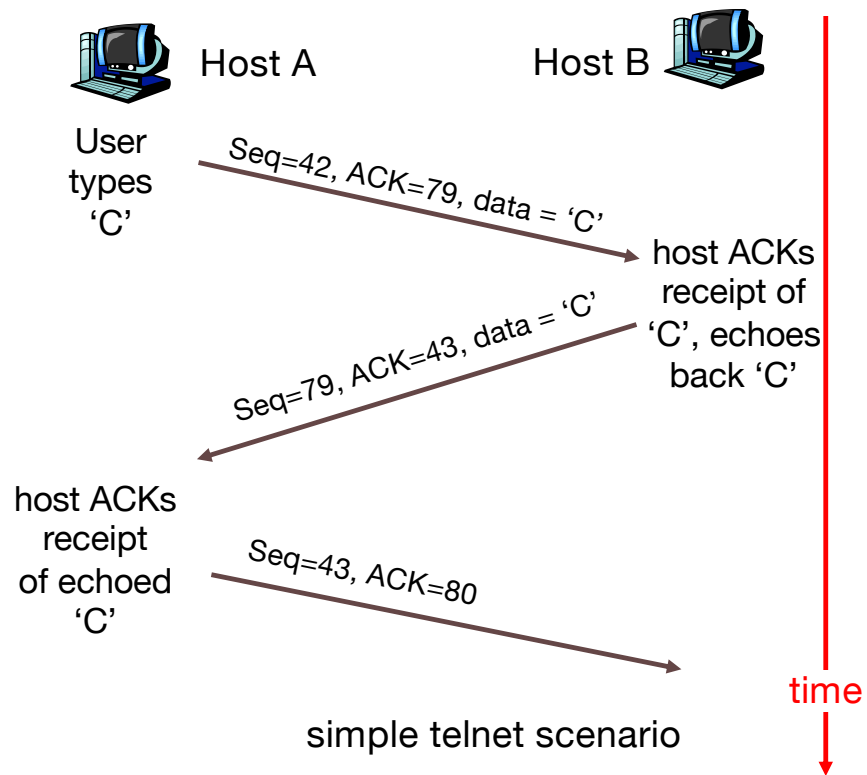 Host A
Host B
User
types
‘C’
Seq=42, ACK=79, data = ‘C’
host ACKs
receipt of
‘C’, echoes
back ‘C’
Seq=79, ACK=43, data = ‘C’
host ACKs
receipt
of echoed
‘C’
Seq=43, ACK=80
time
simple telnet scenario